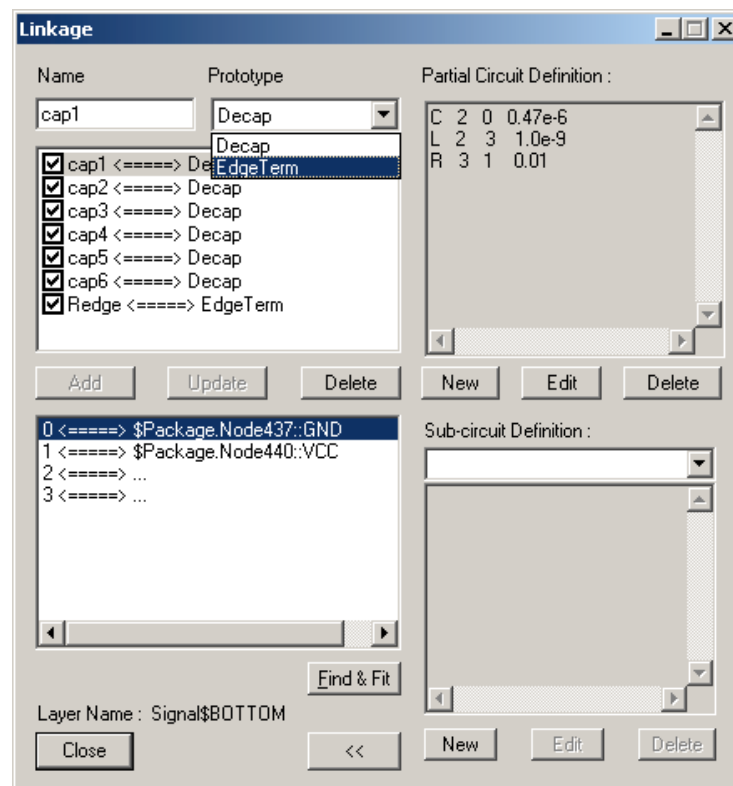 Linkage
Name
Prototype
cap1
Decap
Decap
EdgeTerm
cap1 <=====> De
cap2 <=====> Decap
cap3 <=====> Decap
cap4 <=====> Decap
cap5 <=====> Decap
cap6 <=====> Decap
Redge <=====> EdgeTerm
Add
Update
Delete
0 <=====> $Package.Node437::GND
1 <=====> $Package.Node440::VCC
2 <=====> ...
3 <=====> ...
Find & Fit
Layer Name : Signal$BOTTOM
Close
<<
Partial Circuit Definition :
C 2 0 0.47e-6
L 2 3 1.0e-9
R 3 1 0.01
New
Edit
Delete
Sub-circuit Definition :
New
Edit
Delete